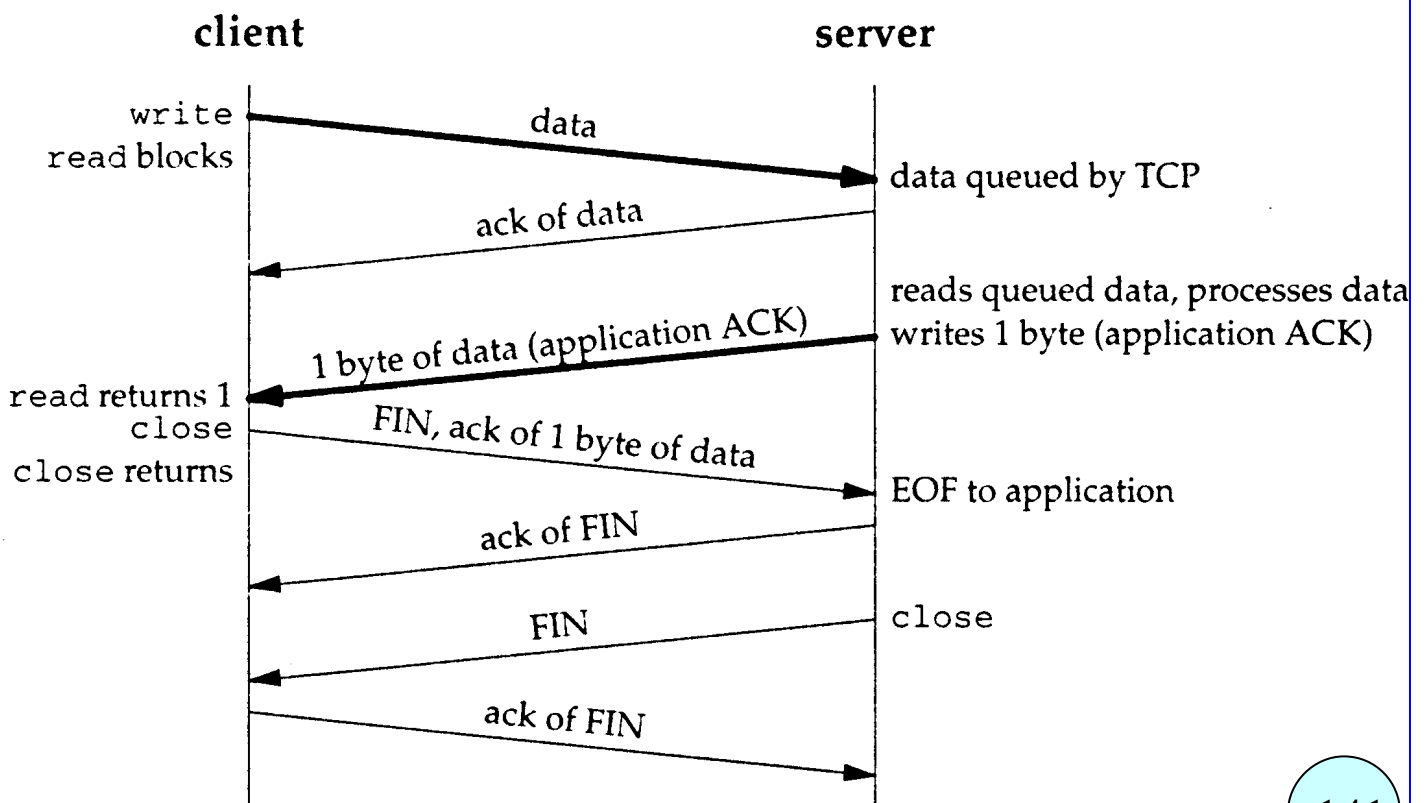 client
server
write
data
read blocks
data queued by TCP
ack of data
reads queued data, processes data
1 byte of data (application ACK)
writes 1 byte (application ACK)
read returns 1
close
FIN, ack of 1 byte of data
close returns
EOF to application
ack of FIN
FIN
close
ack of FIN